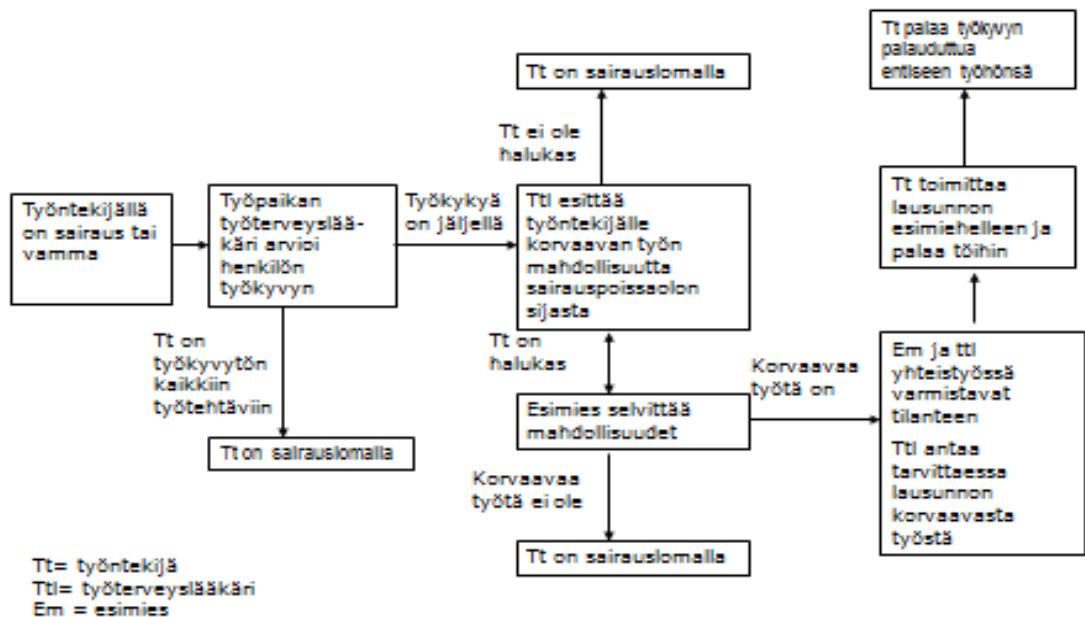 Työntekijällä
on sairaus tai
vamma
Työpaikan
työterveyslää-
käri arvioi
henkilön
työkyvyn
Tt on
työkyvytön
kaikkiin
työtehtäviin
Tt on sairauslomalla
Työkykyä
on jäljellä
Tt on sairauslomalla
Tt ei ole
halukas
Ttl esittää
työntekijälle
korvaavan työn
mahdollisuutta
sairauspoissaolon
sijasta
Tt on
halukas
Esimies selvittää
mahdollisuudet
Korvaavaa
työtä ei ole
Tt on sairauslomalla
Korvaavaa
työtä on
Em ja ttl
yhteistyössä
varmistavat
tilanteen
Ttl antaa
tarvittaessa
lausunnon
korvaavasta
työstä
Tt toimittaa
lausunnon
esimiehelleen ja
palaa töihin
Tt palaa työkyvyn
palauduttua
entiseen työhönsä
Tt= työntekijä
Ttl= työterveyslääkäri
Em = esimies